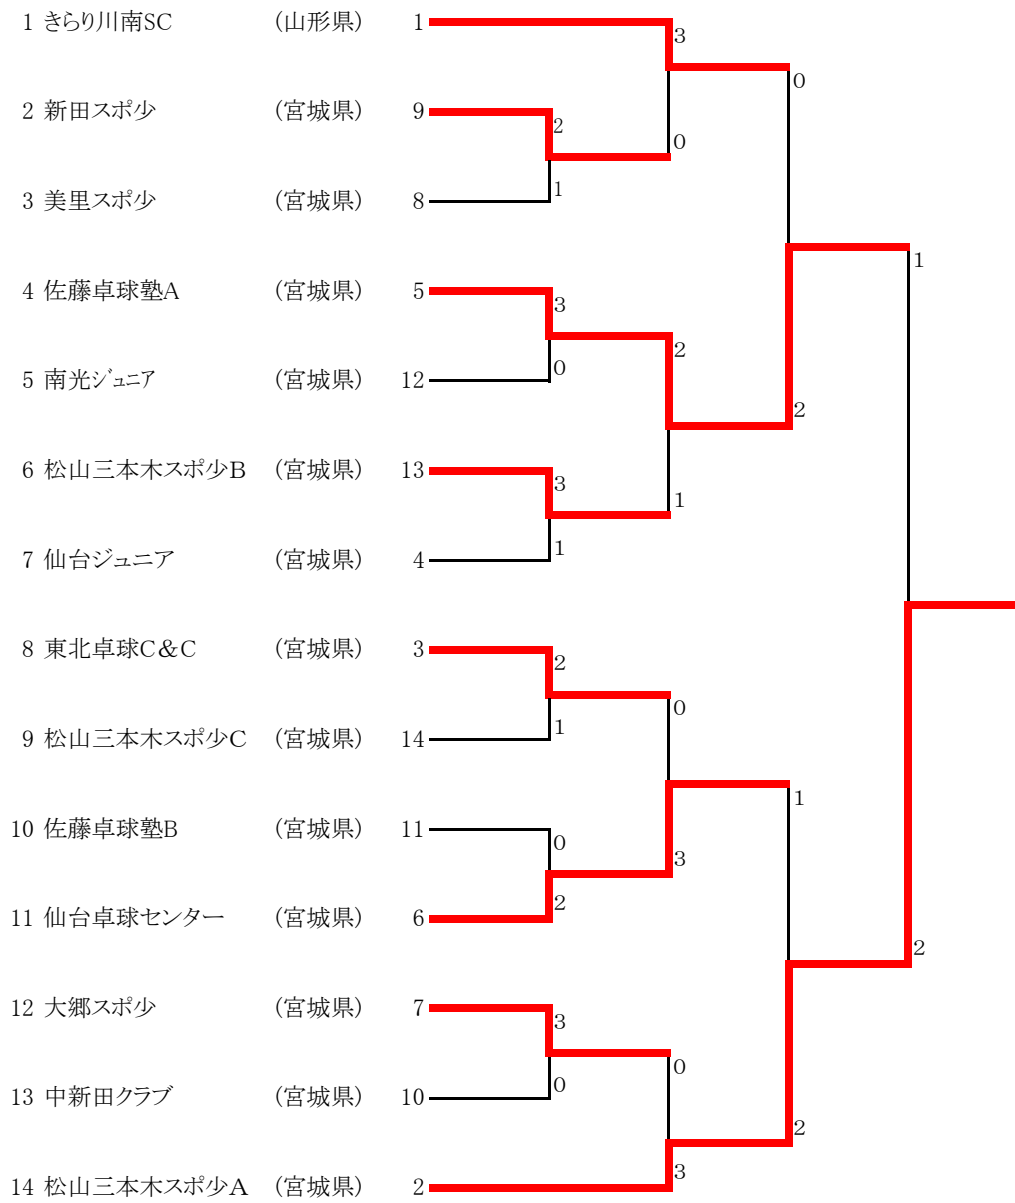 1 きらり川南SC (山形県) 1
3
0
2 新田スポ少 (宮城県) 9
2
0
1
3 美里スポ少 (宮城県) 8
1
4 佐藤卓球塾A (宮城県) 5
3
2
0
5 南光ジュニア (宮城県) 12
2
6 松山三本木スポ少B (宮城県) 13
3
1
1
7 仙台ジュニア (宮城県) 4
8 東北卓球C&C (宮城県) 3
2
0
1
9 松山三本木スポ少C (宮城県) 14
1
10 佐藤卓球塾B (宮城県) 11
0
3
2
11 仙台卓球センター (宮城県) 6
2
12 大郷スポ少 (宮城県) 7
3
0
0
13 中新田クラブ (宮城県) 10
2
3
14 松山三本木スポ少A (宮城県) 2